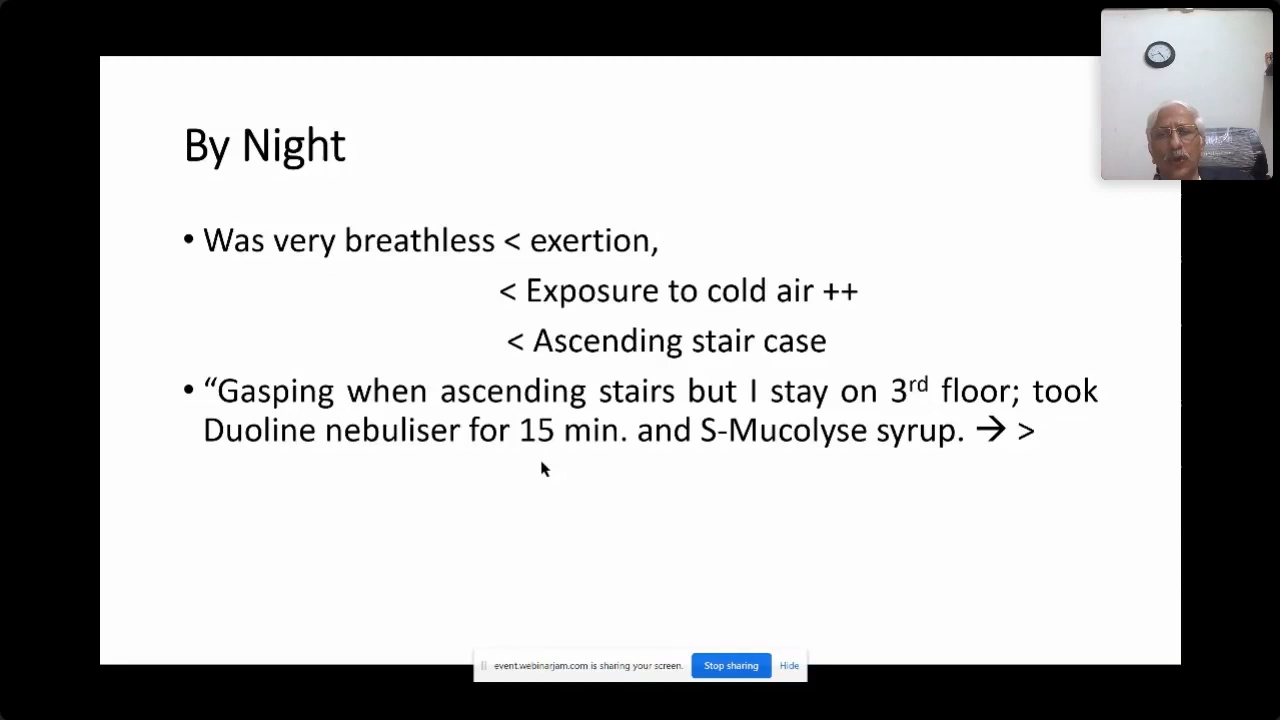 By Night
• Was very breathless < exertion,
< Exposure to cold air ++
< Ascending stair case
• “Gasping when ascending stairs but I stay on 3rd floor; took
Duoline nebuliser for 15 min. and S-Mucolyse syrup. → >
event.webinarjam.com is sharing your screen. Stop sharing Hide